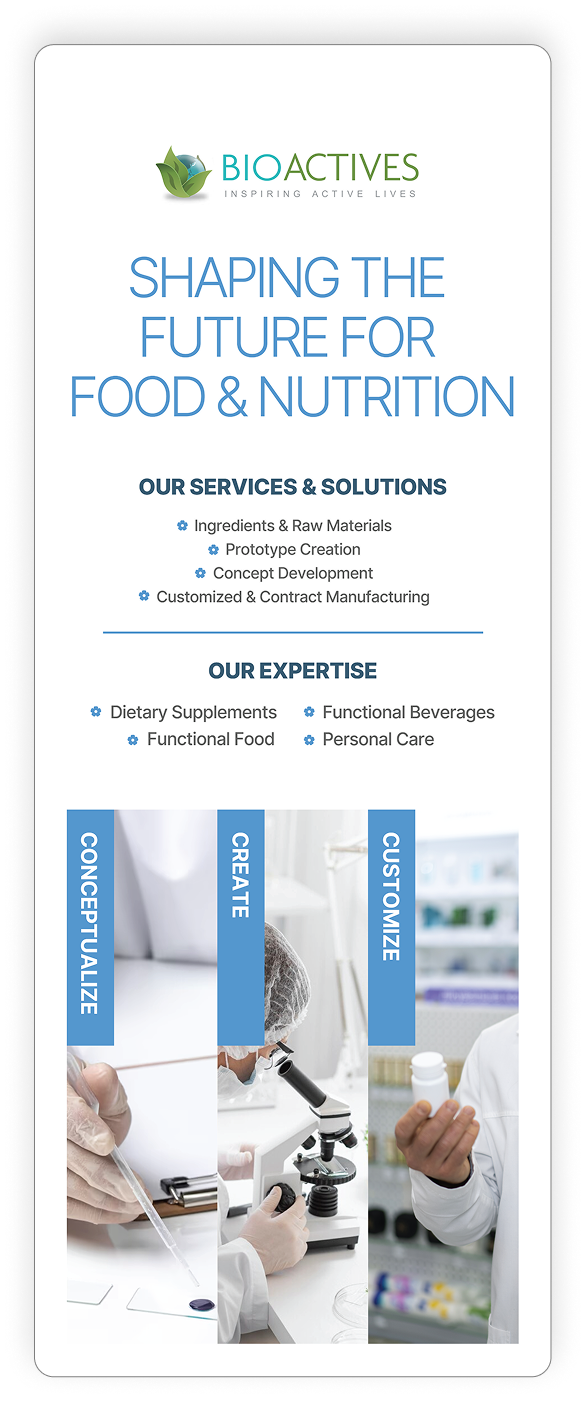 BIOACTIVES
INSPIRING ACTIVE LIVES
SHAPING THE
FUTURE FOR
FOOD & NUTRITION
OUR SERVICES & SOLUTIONS
Ingredients & Raw Materials
Prototype Creation
Concept Development
Customized & Contract Manufacturing
OUR EXPERTISE
Dietary Supplements
Functional Beverages
Functional Food
Personal Care
CONCEPTUALIZE
CREATE
CUSTOMIZE